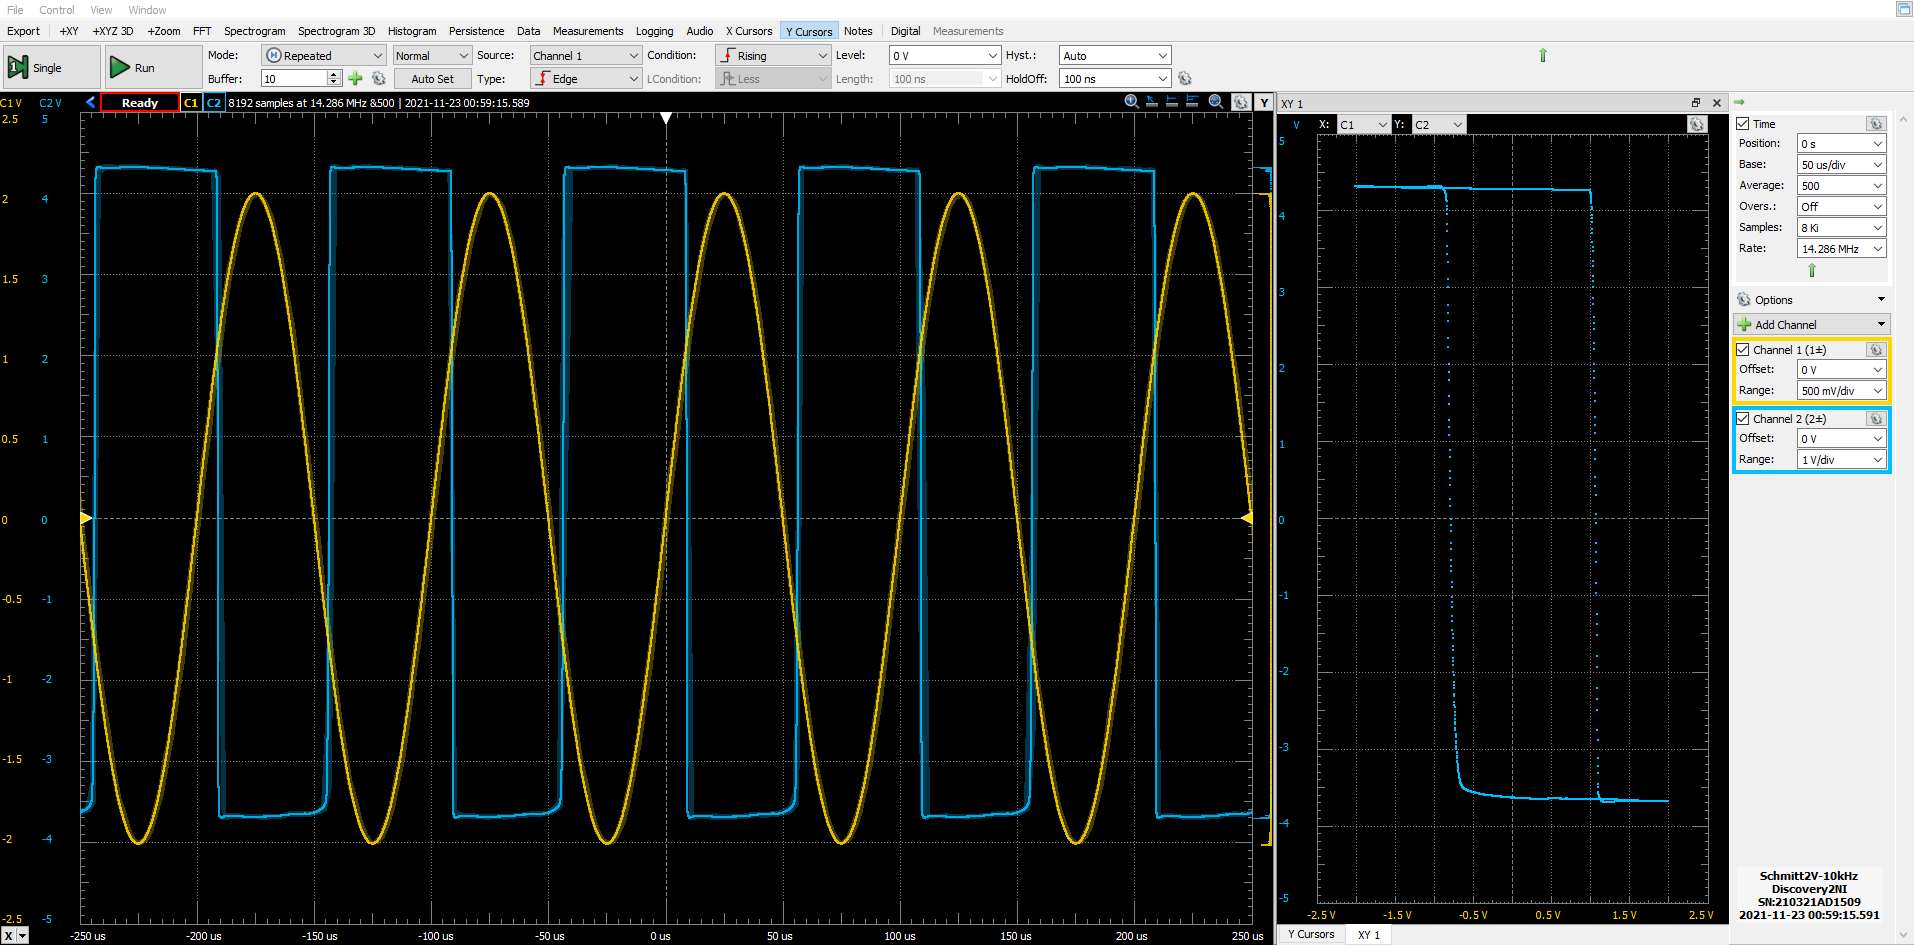 File Control View Window
Export +XY +XYZ 3D +Zoom FFT Spectrogram Spectrogram 3D Histogram Persistence Data Measurements Logging Audio X Cursors Y Cursors Notes Digital Measurements
Single Run Mode: Repeated Normal Source: Channel 1 Condition: Rising Level: 0 V Hyst.: Auto
Buffer: 10 Auto Set Type: Edge LCondition: Less Length: 100 ns HoldOff: 100 ns
C1 V C2 V Ready C1 C2 8192 samples at 14.286 MHz &500 | 2021-11-23 00:59:15.589 Y
2.5 5
2 4
1.5 3
1 2
0.5 1
0 0
-0.5 -1
-1 -2
-1.5 -3
-2 -4
-2.5 -5
X -250 us -200 us -150 us -100 us -50 us 0 us 50 us 100 us 150 us 200 us 250 us
XY 1
V X: C1 Y: C2
5
4
3
2
1
0
-1
-2
-3
-4
-5
-2.5 V -1.5 V -0.5 V 0.5 V 1.5 V 2.5 V
Y Cursors XY 1
Time
Position: 0 s
Base: 50 us/div
Average: 500
Overs.: Off
Samples: 8 Ki
Rate: 14.286 MHz
Options
Add Channel
Channel 1 (1±)
Offset: 0 V
Range: 500 mV/div
Channel 2 (2±)
Offset: 0 V
Range: 1 V/div
Schmitt2V-10kHz
Discovery2NI
SN:210321AD1509
2021-11-23 00:59:15.591